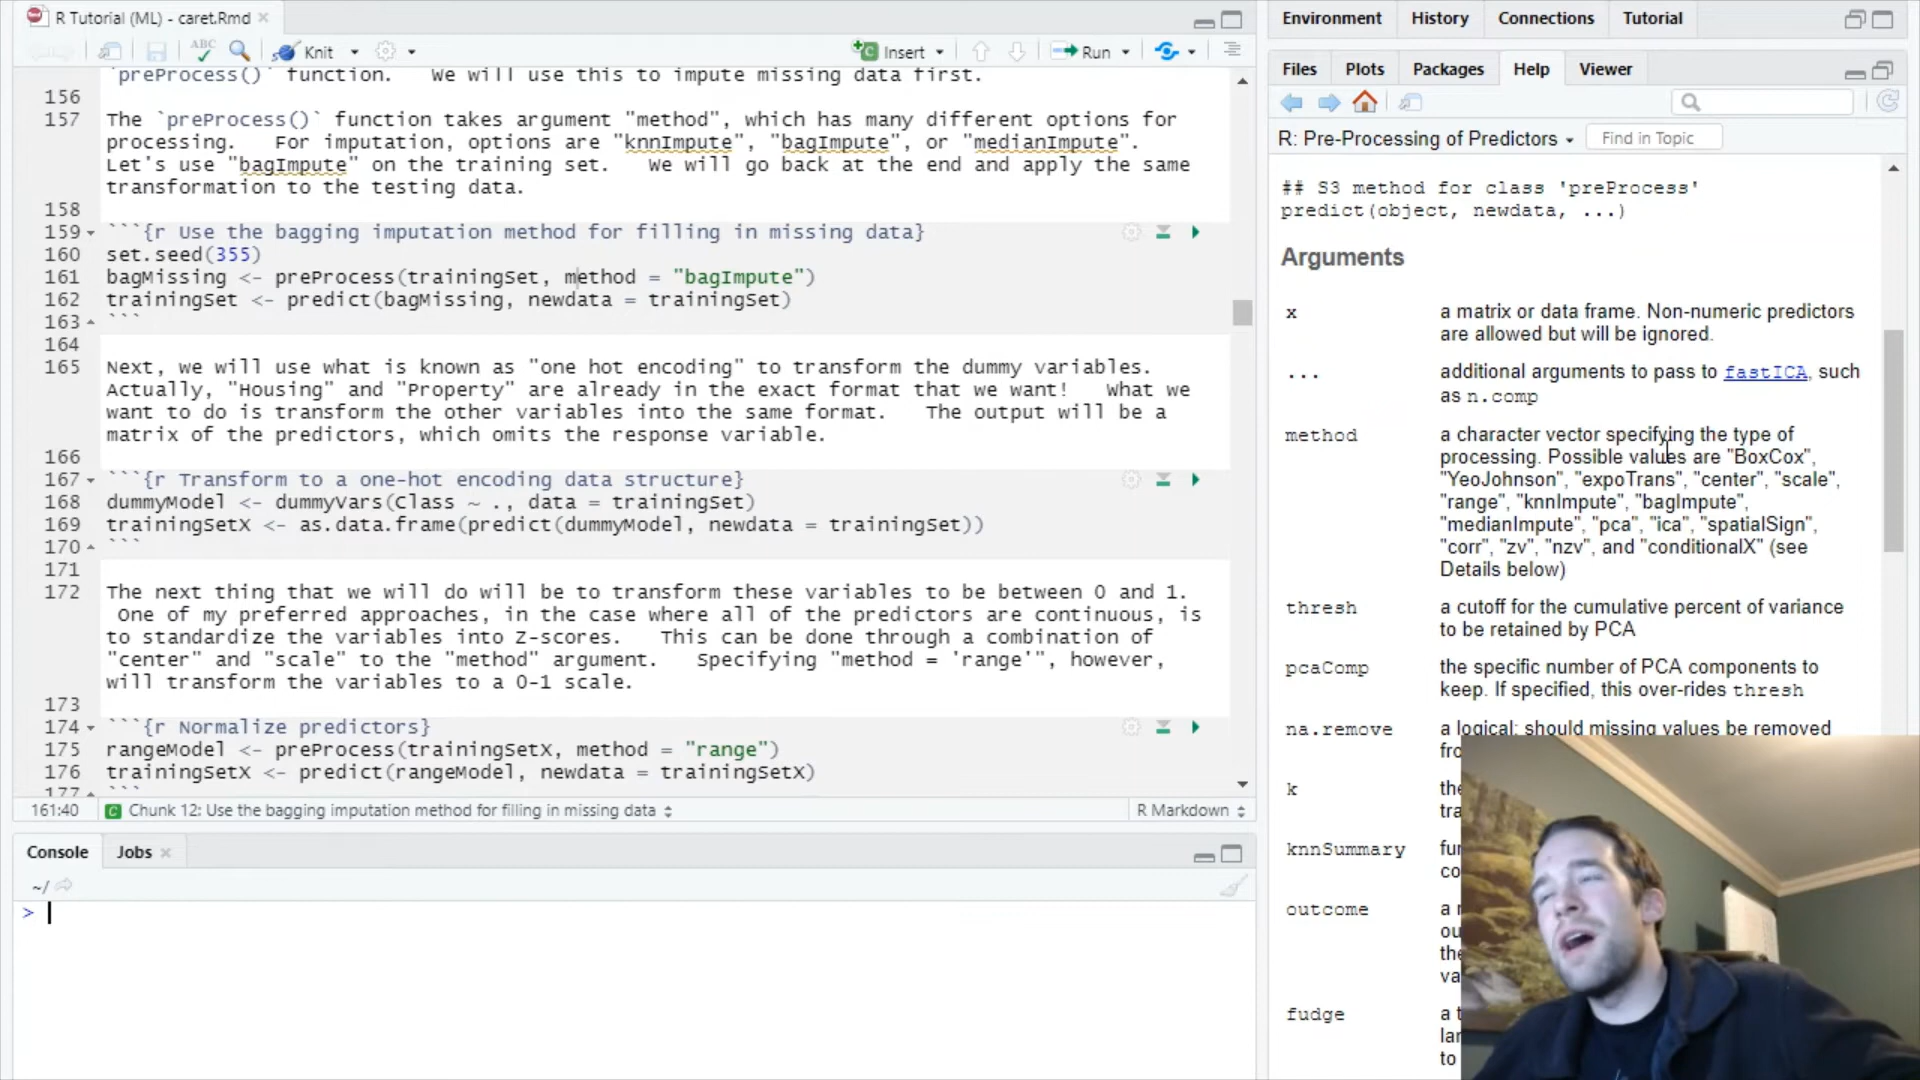 R Tutorial (ML) - caret.Rmd
ABC
Knit
Insert
Run
`preProcess()` function.   We will use this to impute missing data first.
156
157 The `preProcess()` function takes argument "method", which has many different options for
processing.   For imputation, options are "knnImpute", "bagImpute", or "medianImpute".
Let's use "bagImpute" on the training set.   We will go back at the end and apply the same
transformation to the testing data.
158
159 ```{r Use the bagging imputation method for filling in missing data}
160 set.seed(355)
161 bagMissing <- preProcess(trainingSet, method = "bagImpute")
162 trainingSet <- predict(bagMissing, newdata = trainingSet)
163 ```
164
165 Next, we will use what is known as "one hot encoding" to transform the dummy variables.
Actually, "Housing" and "Property" are already in the exact format that we want!   What we
want to do is transform the other variables into the same format.   The output will be a
matrix of the predictors, which omits the response variable.
166
167 ```{r Transform to a one-hot encoding data structure}
168 dummyModel <- dummyVars(Class ~ ., data = trainingSet)
169 trainingSetX <- as.data.frame(predict(dummyModel, newdata = trainingSet))
170 ```
171
172 The next thing that we will do will be to transform these variables to be between 0 and 1.
One of my preferred approaches, in the case where all of the predictors are continuous, is
to standardize the variables into Z-scores.   This can be done through a combination of
"center" and "scale" to the "method" argument.   Specifying "method = 'range'", however,
will transform the variables to a 0-1 scale.
173
174 ```{r Normalize predictors}
175 rangeModel <- preProcess(trainingSetX, method = "range")
176 trainingSetX <- predict(rangeModel, newdata = trainingSetX)
177 ```
161:40 C Chunk 12: Use the bagging imputation method for filling in missing data
R Markdown
Console Jobs
~/
>
Environment History Connections Tutorial
Files Plots Packages Help Viewer
R: Pre-Processing of Predictors Find in Topic
## S3 method for class 'preProcess'
predict(object, newdata, ...)
Arguments
x a matrix or data frame. Non-numeric predictors
are allowed but will be ignored.
... additional arguments to pass to fastICA, such
as n.comp
method a character vector specifying the type of
processing. Possible values are "BoxCox",
"YeoJohnson", "expoTrans", "center", "scale",
"range", "knnImpute", "bagImpute",
"medianImpute", "pca", "ica", "spatialSign",
"corr", "zv", "nzv", and "conditionalX" (see
Details below)
thresh a cutoff for the cumulative percent of variance
to be retained by PCA
pcaComp the specific number of PCA components to
keep. If specified, this over-rides thresh
na.remove a logical; should missing values be removed
k
knnSummary
outcome
fudge
to